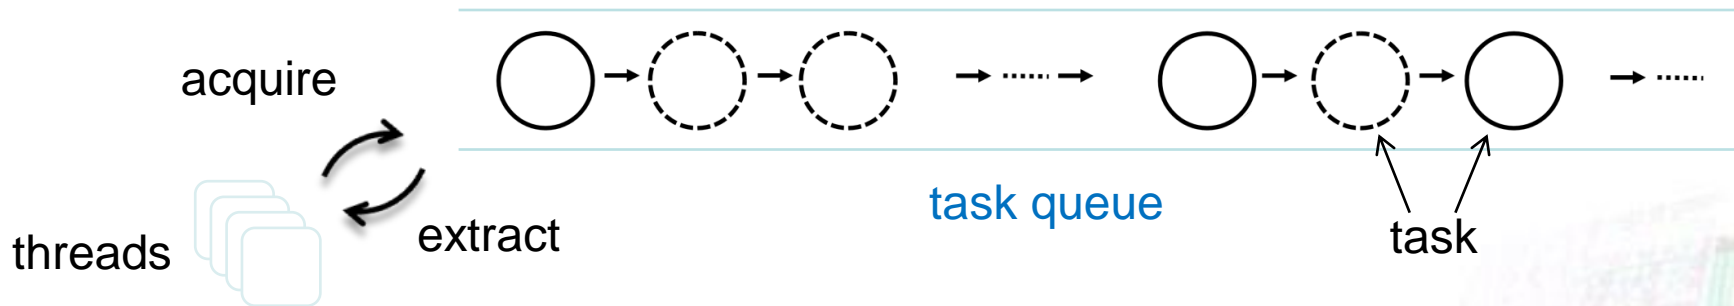 acquire
task queue
extract
task
threads